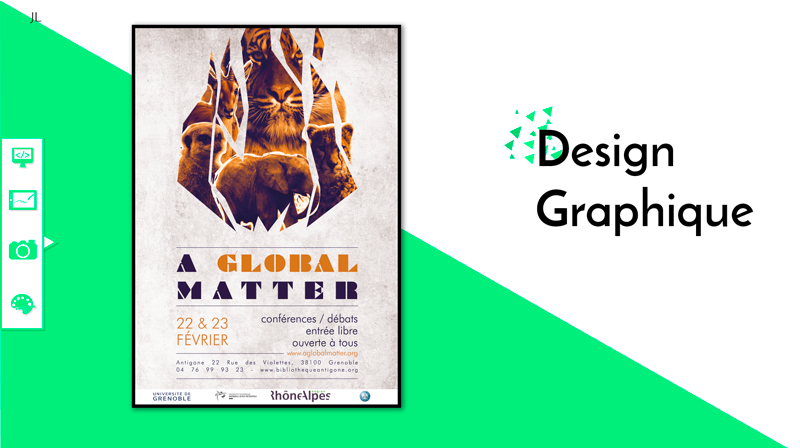 JL
Design
Graphique
A GLOBAL
MATTER
22 & 23
FÉVRIER
conférences / débats
entrée libre
ouverte à tous
www.aglobalmatter.org
Antigone 22 Rue des Violettes, 38100 Grenoble
04 76 99 93 23 - www.bibliothequeantigone.org
UNIVERSITÉ DE
GRENOBLE
RhôneAlpes